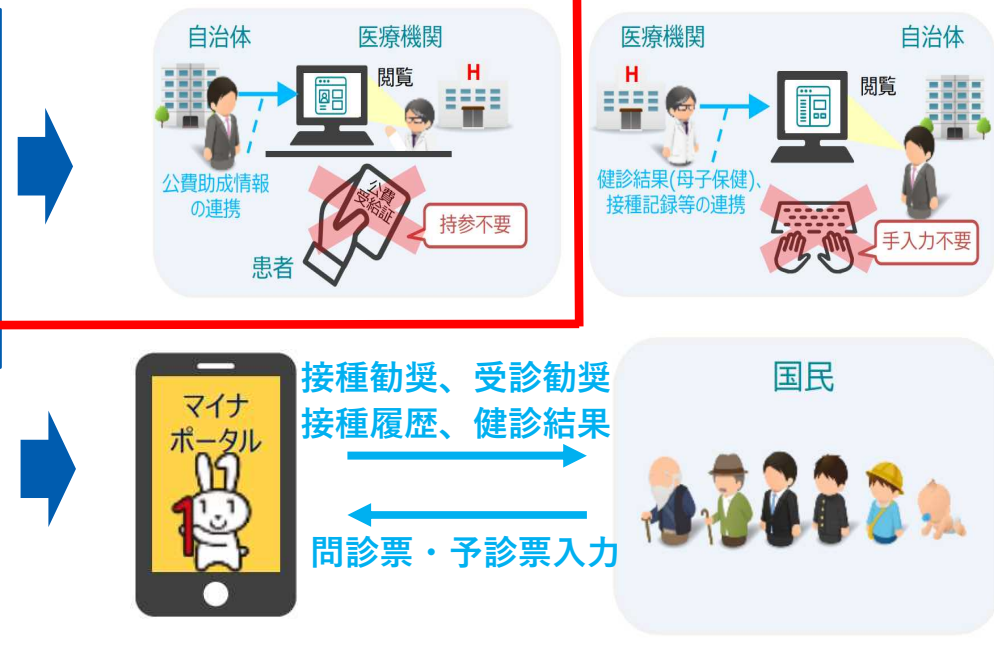 自治体
医療機関
閲覧
H
公費助成情報
の連携
公費
受給証
持参不要
患者
医療機関
自治体
H
閲覧
健診結果(母子保健)、
接種記録等の連携
手入力不要
マイナ
ポータル
1
接種勧奨、受診勧奨
接種履歴、健診結果
問診票・予診票入力
国民